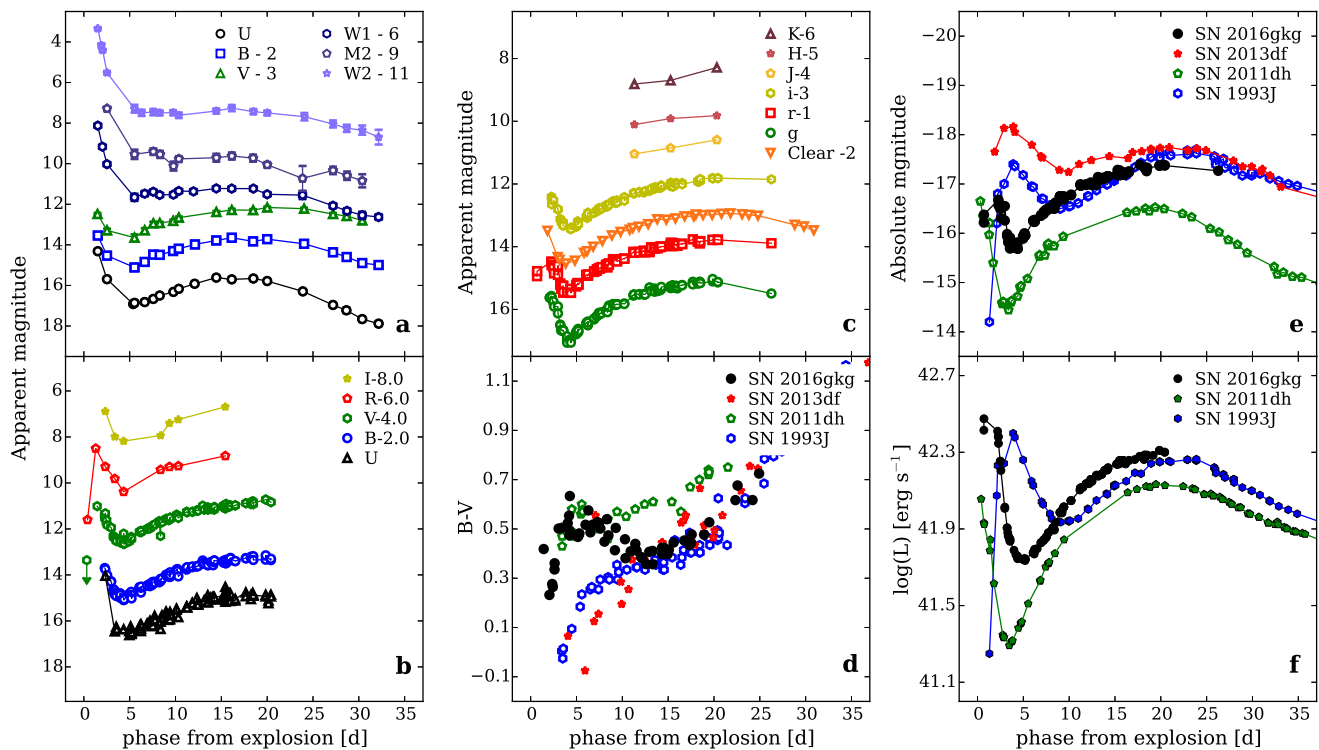 4
6
8
10
12
14
16
18
Apparent magnitude
U
B - 2
V - 3
W1 - 6
M2 - 9
W2 - 11
a
6
8
10
12
14
16
18
Apparent magnitude
I-8.0
R-6.0
V-4.0
B-2.0
U
b
0 5 10 15 20 25 30 35
phase from explosion [d]
8
10
12
14
16
Apparent magnitude
K-6
H-5
J-4
i-3
r-1
g
Clear -2
c
1.1
0.9
0.7
0.5
0.3
0.1
−0.1
B-V
SN 2016gkg
SN 2013df
SN 2011dh
SN 1993J
d
0 5 10 15 20 25 30 35
phase from explosion [d]
−20
−19
−18
−17
−16
−15
−14
Absolute mgnitude
SN 2016gkg
SN 2013df
SN 2011dh
SN 1993J
e
42.7
42.3
41.9
41.5
41.1
log(L) [erg s⁻¹]
SN 2016gkg
SN 2011dh
SN 1993J
f
0 5 10 15 20 25 30 35
phase from explosion [d]